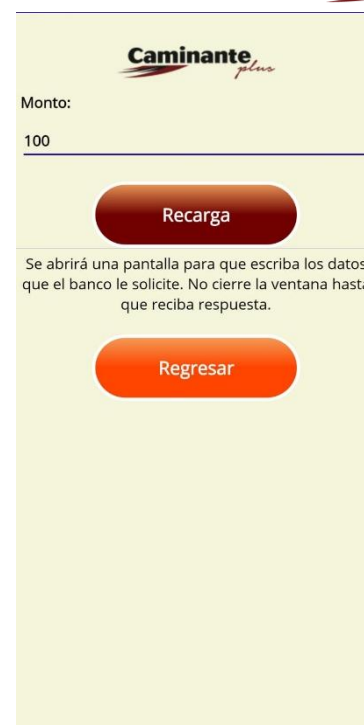 Caminante
plus
Monto:
100
Recarga
Se abrirá una pantalla para que escriba los datos
que el banco le solicite. No cierre la ventana hasta
que reciba respuesta.
Regresar